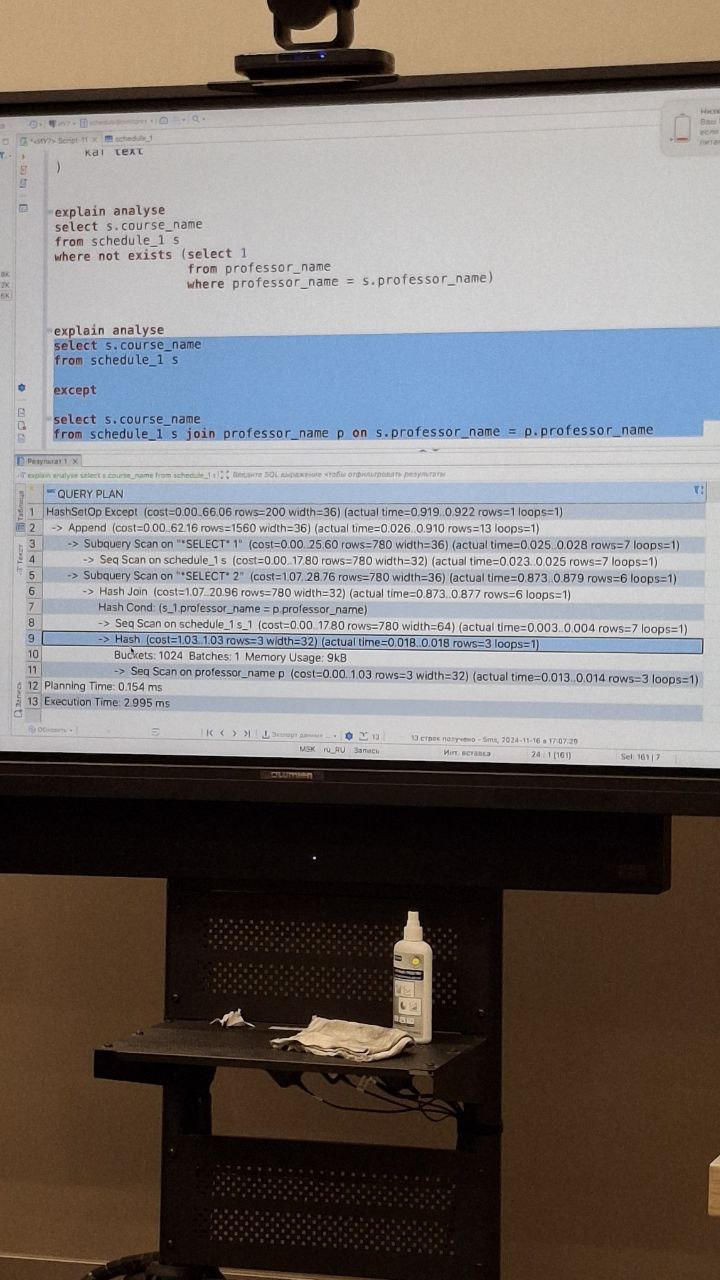 *<ИУ7> Script-11
schedule_1
Ваш
если
kai text
)
explain analyse
select s.course_name
from schedule_1 s
where not exists (select 1
from professor_name
where professor_name = s.professor_name)
explain analyse
select s.course_name
from schedule_1 s
except
select s.course_name
from schedule_1 s join professor_name p on s.professor_name = p.professor_name
Результат 1
explain analyse select s.course_name from schedule_1 s
Введите SQL выражение чтобы отфильтровать результаты
QUERY PLAN
1 HashSetOp Except (cost=0.00..66.06 rows=200 width=36) (actual time=0.919..0.922 rows=1 loops=1)
2 -> Append (cost=0.00..62.16 rows=1560 width=36) (actual time=0.026..0.910 rows=13 loops=1)
3 -> Subquery Scan on "*SELECT* 1" (cost=0.00..25.60 rows=780 width=36) (actual time=0.025..0.028 rows=7 loops=1)
4 -> Seq Scan on schedule_1 s (cost=0.00..17.80 rows=780 width=32) (actual time=0.023..0.025 rows=7 loops=1)
5 -> Subquery Scan on "*SELECT* 2" (cost=1.07..28.76 rows=780 width=36) (actual time=0.873..0.879 rows=6 loops=1)
6 -> Hash Join (cost=1.07..20.96 rows=780 width=32) (actual time=0.873..0.877 rows=6 loops=1)
7 Hash Cond: (s_1.professor_name = p.professor_name)
8 -> Seq Scan on schedule_1 s_1 (cost=0.00..17.80 rows=780 width=64) (actual time=0.003..0.004 rows=7 loops=1)
9 -> Hash (cost=1.03..1.03 rows=3 width=32) (actual time=0.018..0.018 rows=3 loops=1)
10 Buckets: 1024 Batches: 1 Memory Usage: 9kB
11 -> Seq Scan on professor_name p (cost=0.00..1.03 rows=3 width=32) (actual time=0.013..0.014 rows=3 loops=1)
12 Planning Time: 0.154 ms
13 Execution Time: 2.995 ms
Таблица
Текст
Запись
Обновить
Экспорт данных ...
13
13 строк получено - 5ms, 2024-11-16 в 17:07:29
МЗК ru_RU Запись
Инт. вставка
24 : 1 [161]
Sel: 161 | 7
Lumien